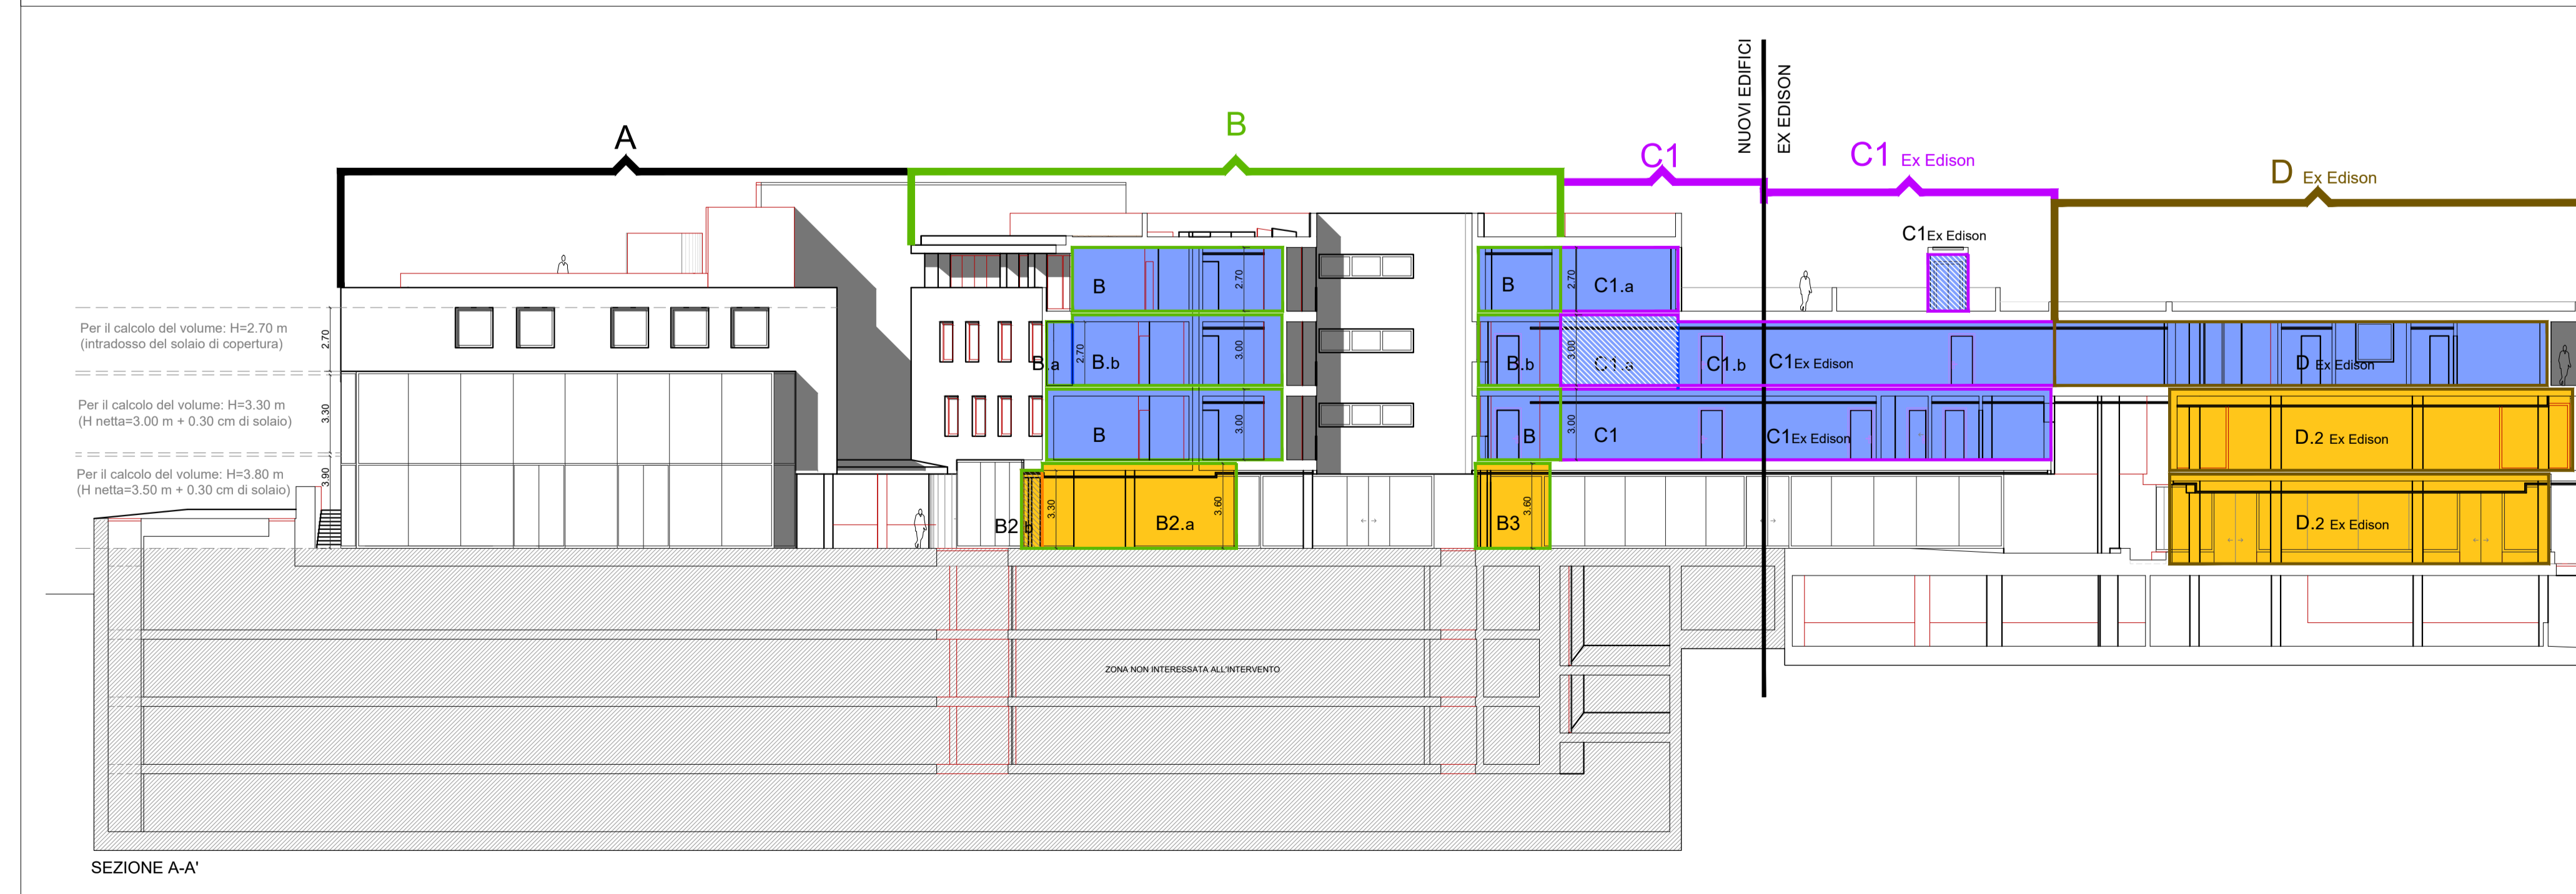 NUOVI EDIFICI
EX EDISON
A
B
C1
C1 Ex Edison
D Ex Edison
C1Ex Edison
B
2.70
B
2.70
C1.a
Per il calcolo del volume: H=2.70 m
(intradosso del solaio di copertura)
2.70
B.a
2.70
B.b
3.00
B.b
3.00
C1.a
C1.b
C1Ex Edison
D Ex Edison
Per il calcolo del volume: H=3.30 m
(H netta=3.00 m + 0.30 cm di solaio)
3.30
B
3.00
B
3.00
C1
C1Ex Edison
D.2 Ex Edison
Per il calcolo del volume: H=3.80 m
(H netta=3.50 m + 0.30 cm di solaio)
3.90
B2.b
3.30
B2.a
3.60
B3
3.60
D.2 Ex Edison
ZONA NON INTERESSATA ALL'INTERVENTO
SEZIONE A-A'